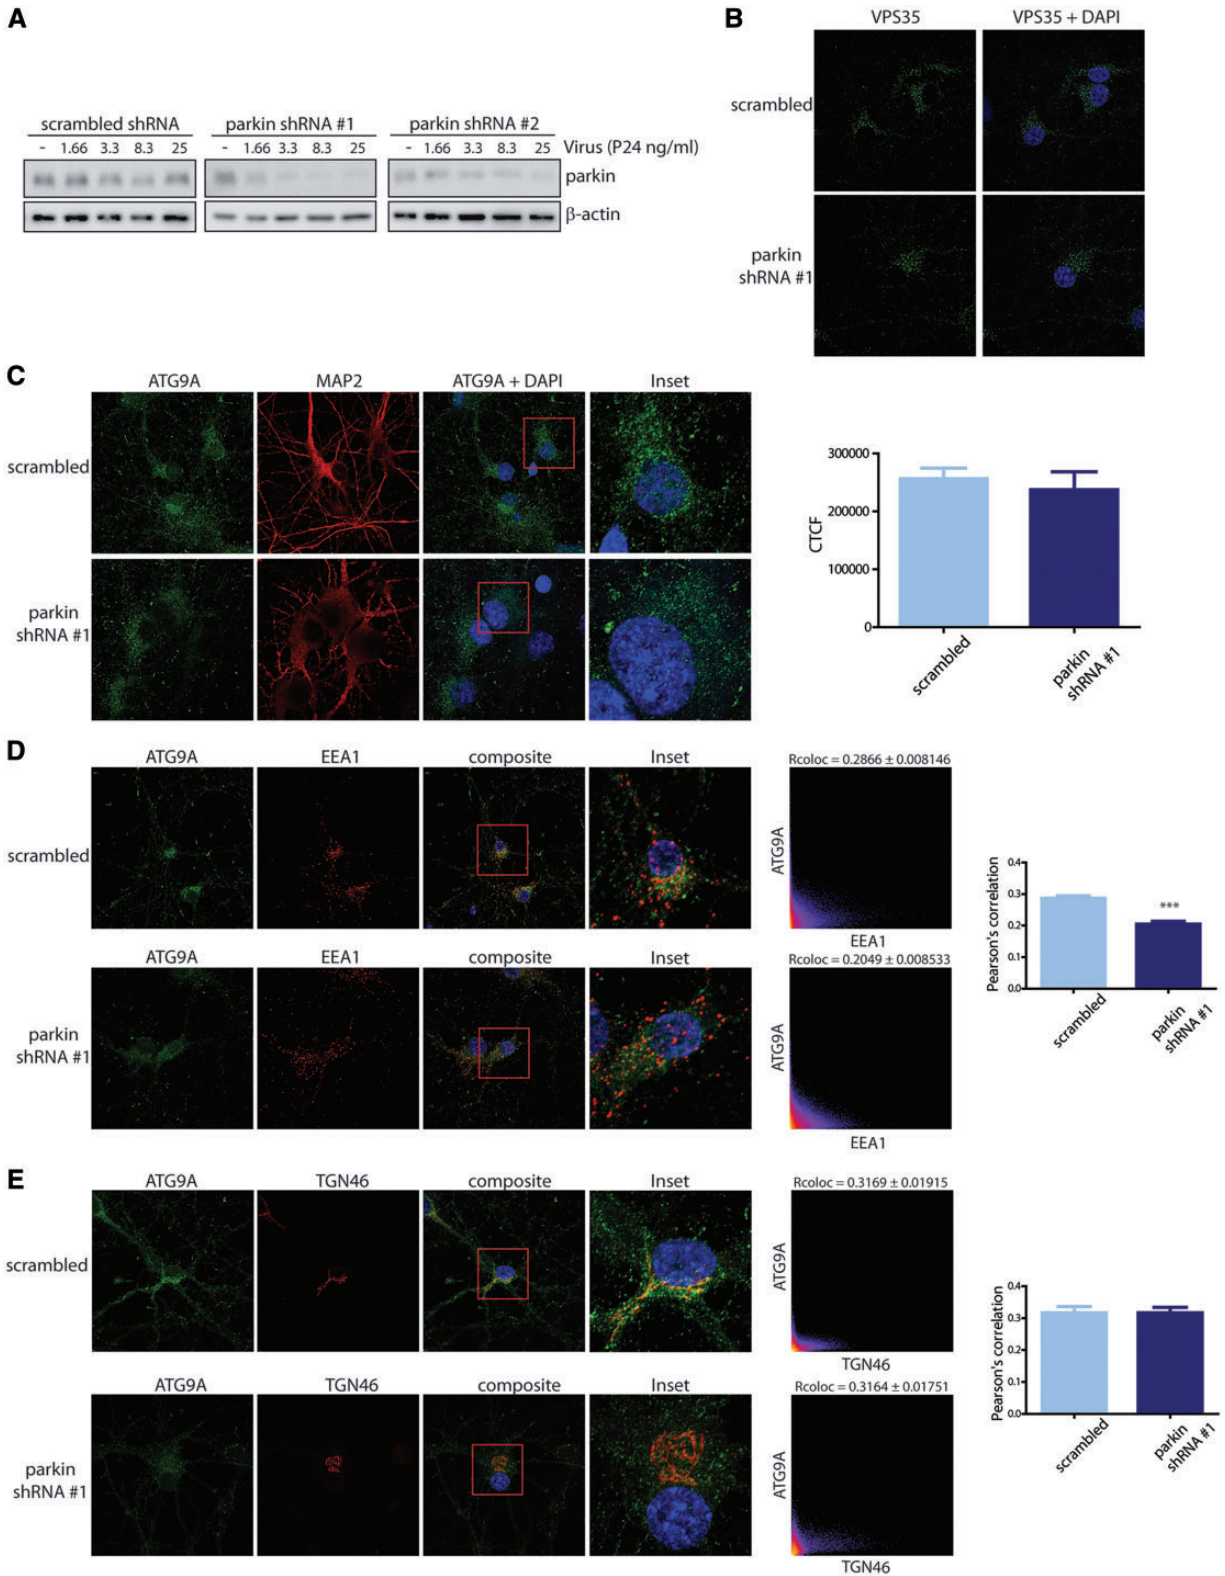 A
scrambled shRNA parkin shRNA #1 parkin shRNA #2
- 1.66 3.3 8.3 25 - 1.66 3.3 8.3 25 - 1.66 3.3 8.3 25 Virus (P24 ng/ml)
parkin
β-actin
B
VPS35 VPS35 + DAPI
scrambled
parkin
shRNA #1
C
ATG9A MAP2 ATG9A + DAPI Inset
scrambled
parkin
shRNA #1
300000
200000
100000
0
CTCF
scrambled
parkin
shRNA #1
D
ATG9A EEA1 composite Inset
scrambled
Rcoloc = 0.2866 ± 0.008146
ATG9A
EEA1
ATG9A EEA1 composite Inset
parkin
shRNA #1
Rcoloc = 0.2049 ± 0.008533
ATG9A
EEA1
Pearson's correlation
0.4
0.3
0.2
0.1
0.0
***
scrambled
parkin
shRNA #1
E
ATG9A TGN46 composite Inset
scrambled
Rcoloc = 0.3169 ± 0.01915
ATG9A
TGN46
ATG9A TGN46 composite Inset
parkin
shRNA #1
Rcoloc = 0.3164 ± 0.01751
ATG9A
TGN46
Pearson's correlation
0.4
0.3
0.2
0.1
0.0
scrambled
parkin
shRNA #1